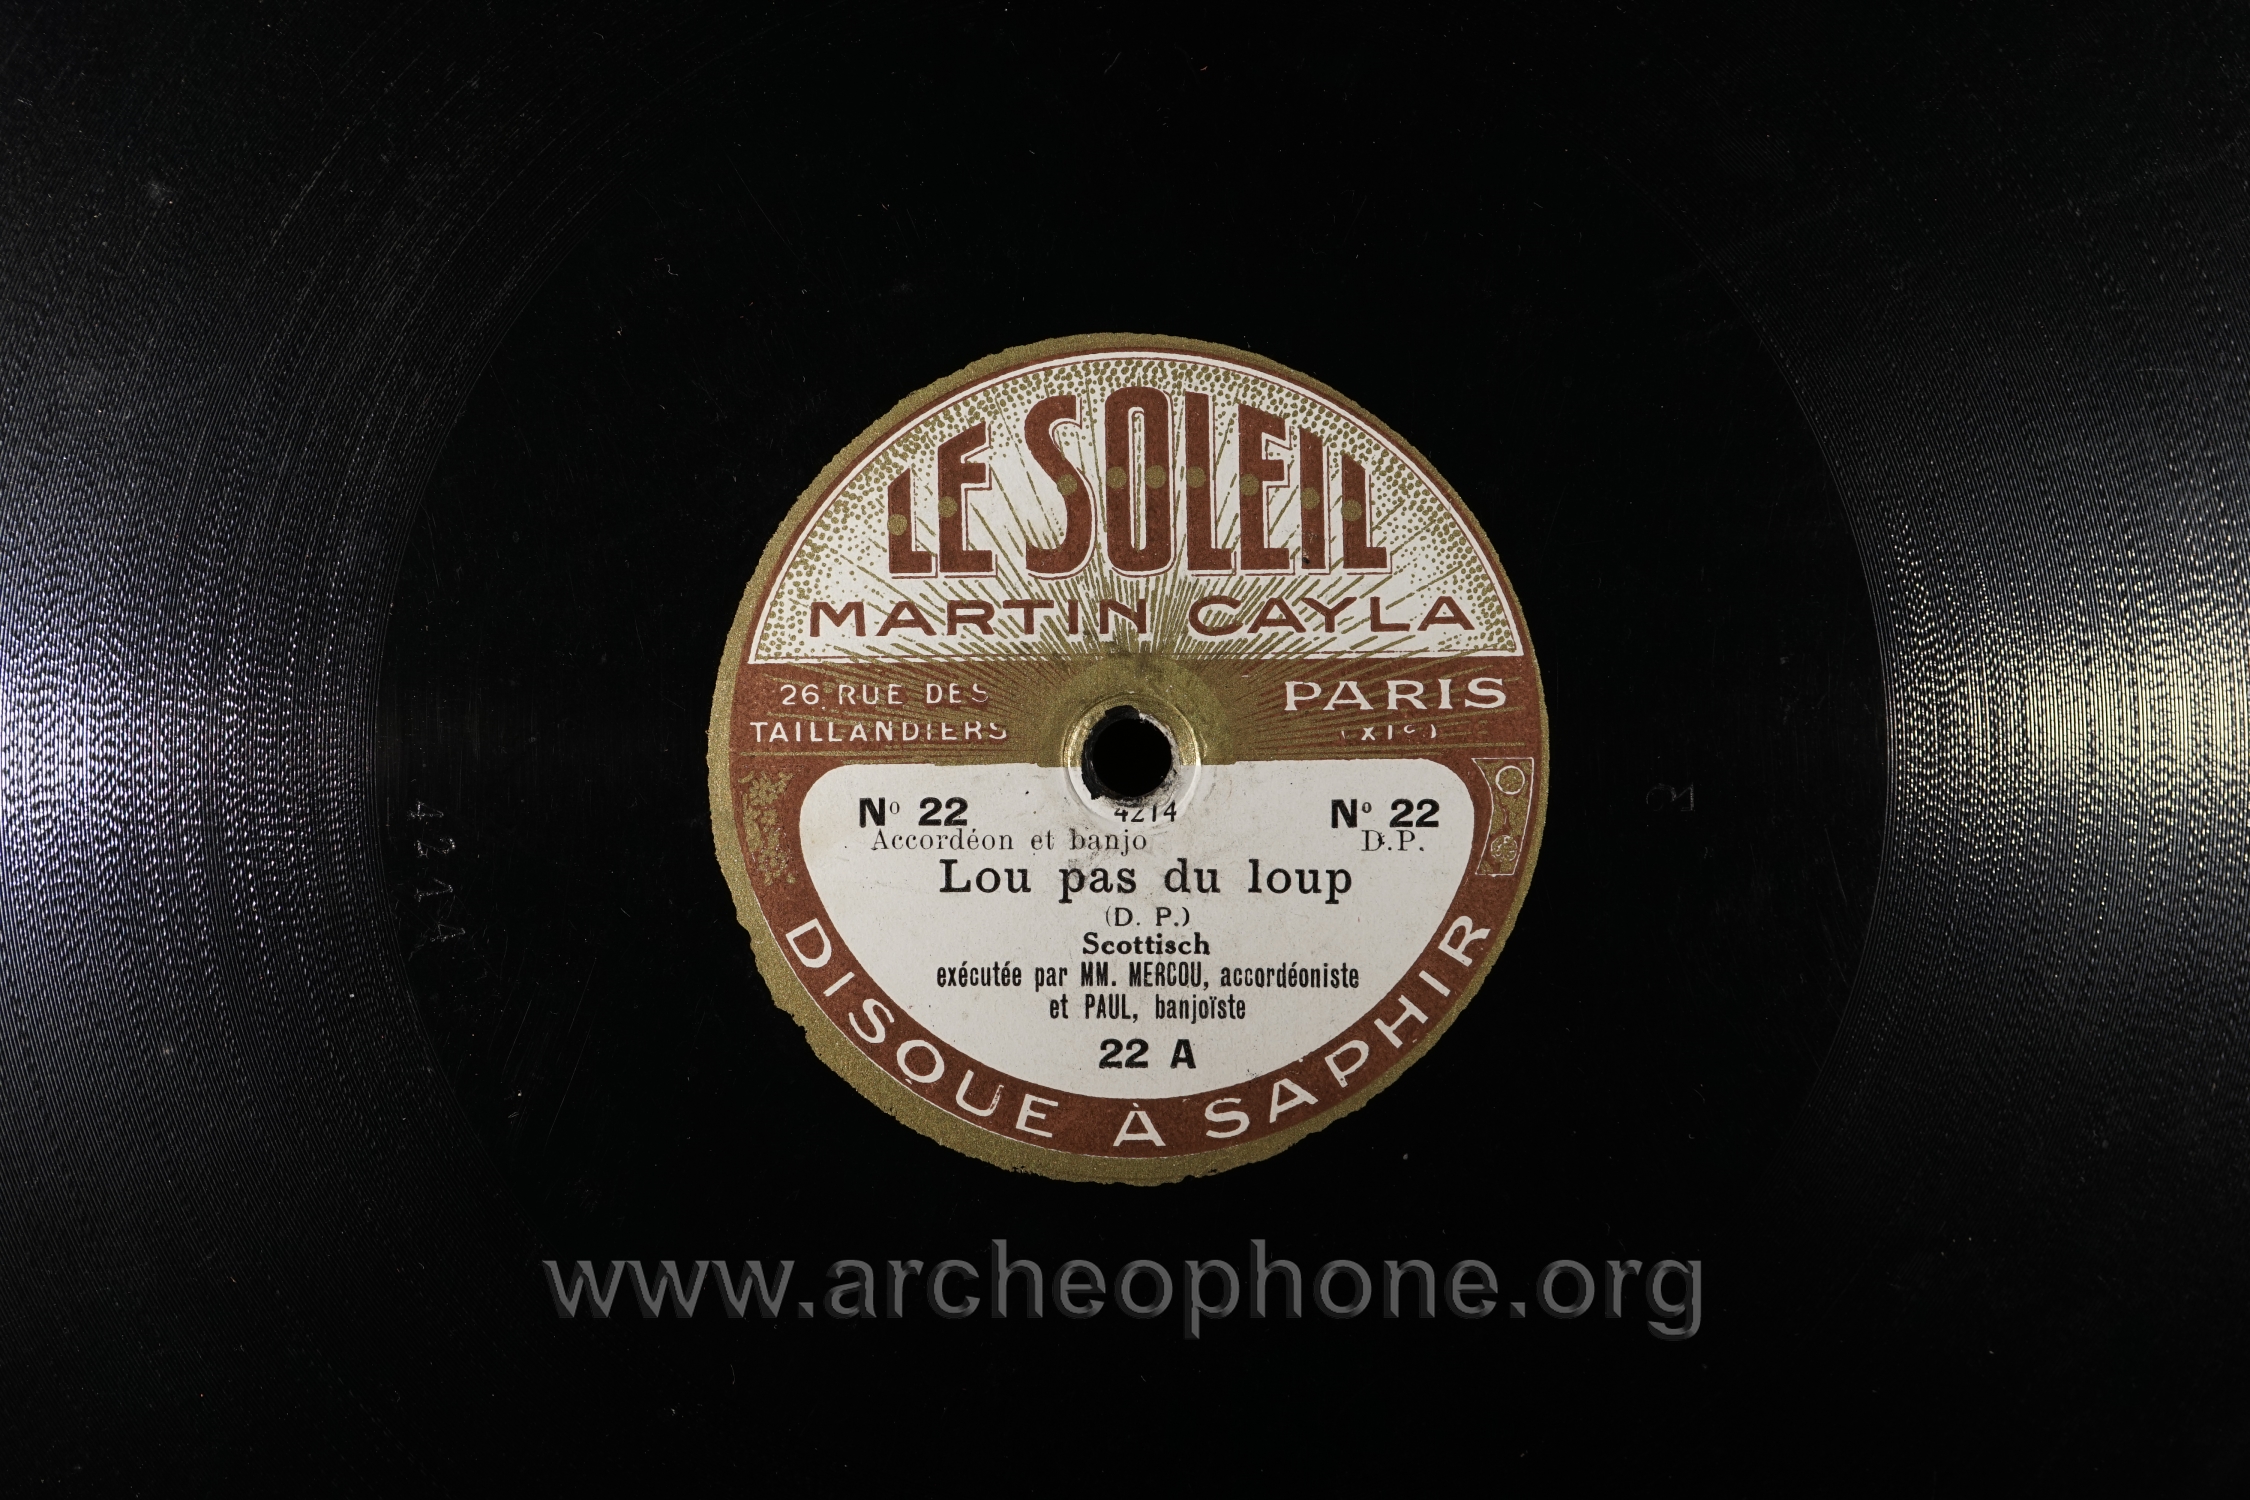 LE SOLEIL
MARTIN CAYLA
26 RUE DES
TAILLANDIERS
PARIS
(XIe)
No 22
4214
No 22
Accordéon et banjo
D.P.
Lou pas du loup
(D. P.)
Scottisch
exécutée par MM. MERCOU, accordéoniste
et PAUL, banjoïste
22 A
DISQUE À SAPHIR
4214
www.archeophone.org